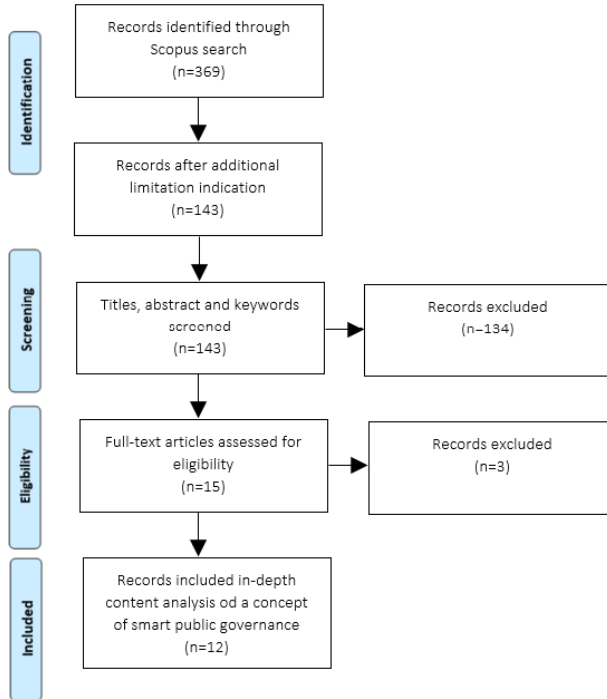 Identification
Records identified through
Scopus search
(n=369)
Records after additional
limitation indication
(n=143)
Screening
Titles, abstract and keywords
screened
(n=143)
Records excluded
(n=134)
Eligibility
Full-text articles assessed for
eligibility
(n=15)
Records excluded
(n=3)
Included
Records included in-depth
content analysis od a concept
of smart public governance
(n=12)